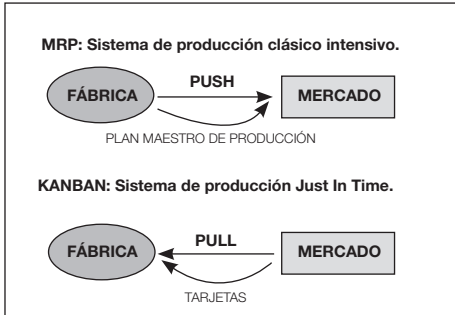 MRP: Sistema de producción clásico intensivo.
PUSH
FÁBRICA
MERCADO
PLAN MAESTRO DE PRODUCCIÓN
KANBAN: Sistema de producción Just In Time.
PULL
FÁBRICA
MERCADO
TARJETAS